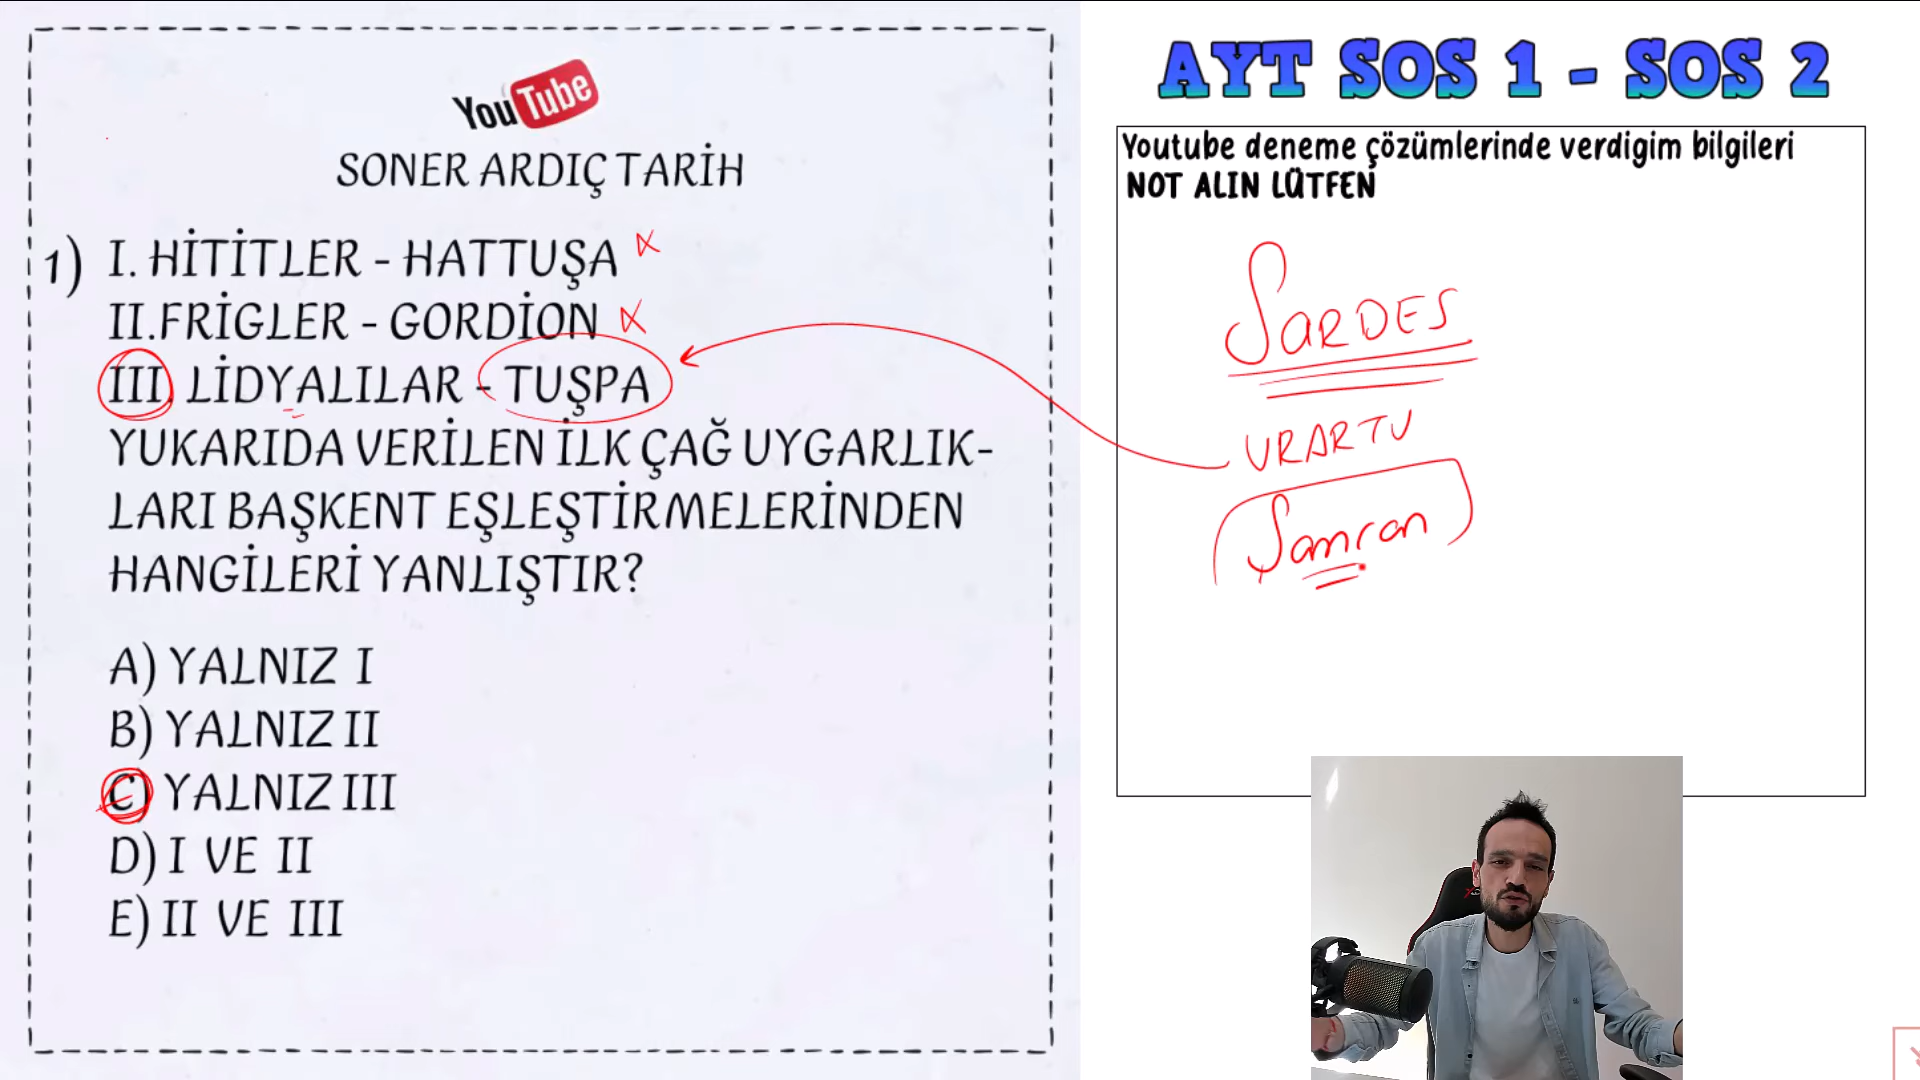 YouTube
SONER ARDIÇ TARİH
1) I. HİTİTLER - HATTUŞA
II.FRİGLER - GORDİON
III. LİDYALILAR - TUŞPA
YUKARIDA VERİLEN İLK ÇAĞ UYGARLIK-
LARI BAŞKENT EŞLEŞTİRMELERİNDEN
HANGİLERİ YANLIŞTIR?
A) YALNIZ I
B) YALNIZ II
C) YALNIZ III
D) I VE II
E) II VE III
AYT SOS 1 - SOS 2
Youtube deneme çözümlerinde verdigim bilgileri
NOT ALIN LÜTFEN
SARDES
URARTU
Şamran